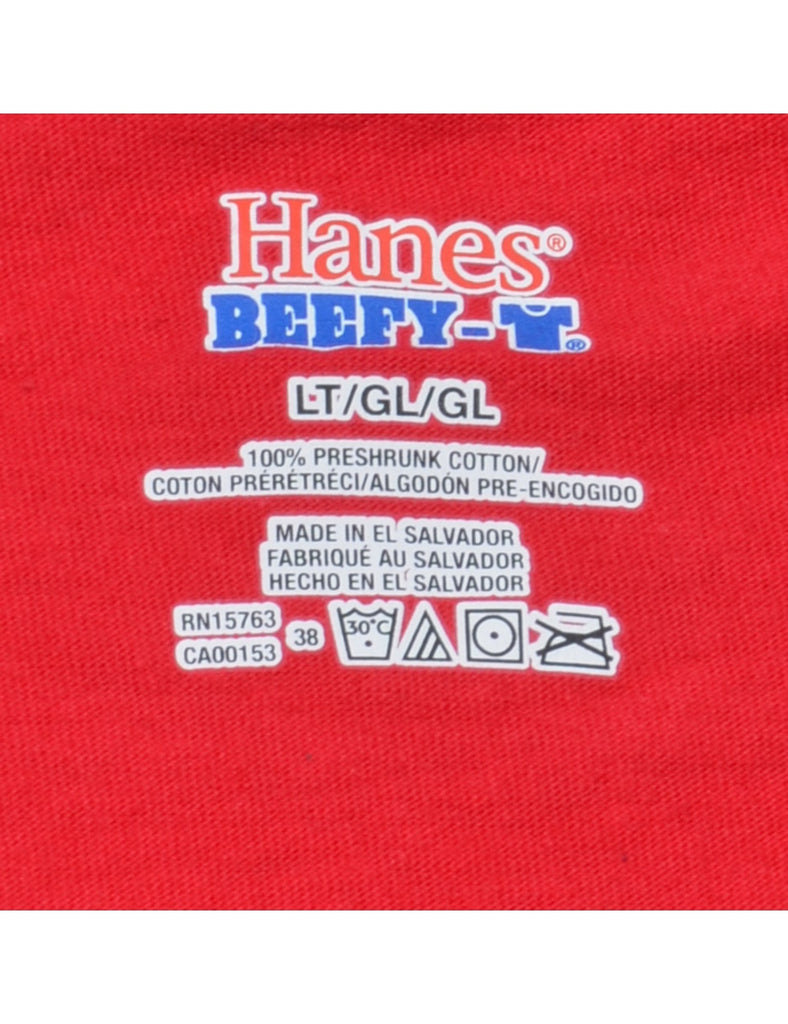 Hanes®
BEEFY-T®
LT/GL/GL
100% PRESHRUNK COTTON/
COTON PRÉRÉTRÉCI/ALGODÓN PRE-ENCOGIDO
MADE IN EL SALVADOR
FABRIQUÉ AU SALVADOR
HECHO EN EL SALVADOR
RN15763
CA00153
38
30°C